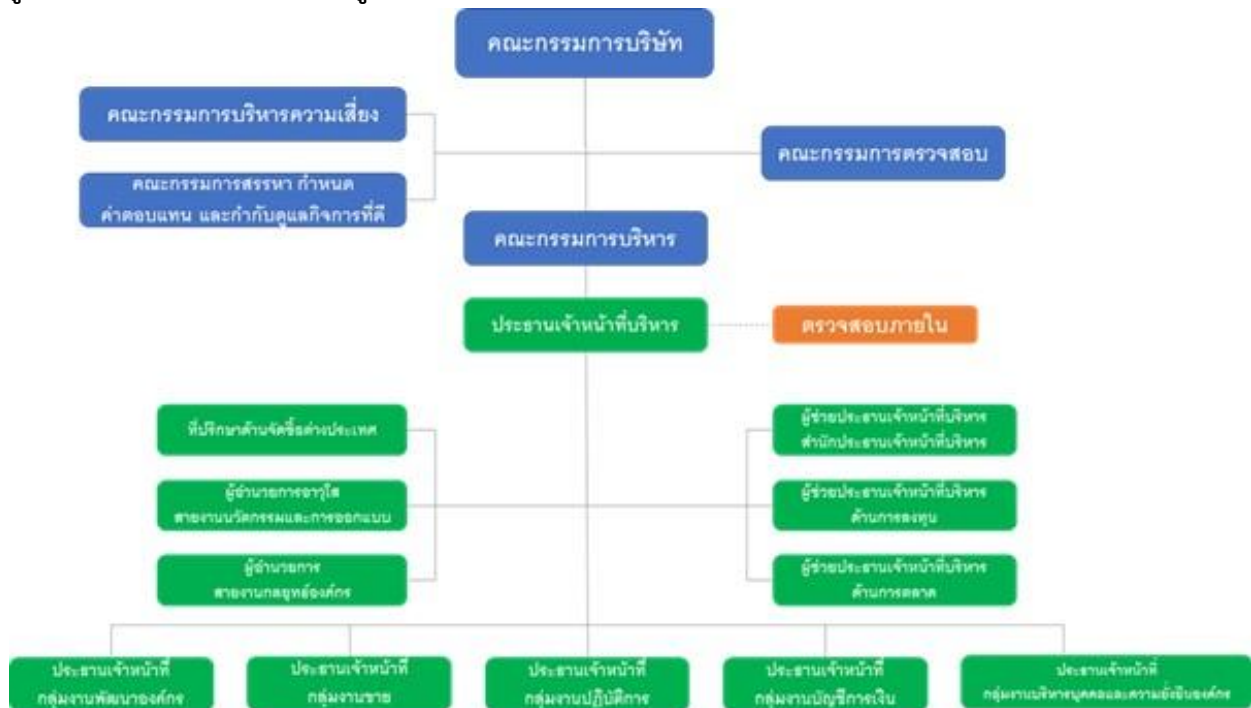 คณะกรรมการบริษัท
คณะกรรมการบริหารความเสี่ยง
คณะกรรมการตรวจสอบ
คณะกรรมการสรรหา กำหนด
ค่าตอบแทน และกำกับดูแลกิจการที่ดี
คณะกรรมการบริหาร
ประธานเจ้าหน้าที่บริหาร
ตรวจสอบภายใน
ที่ปรึกษาด้านจัดซื้อต่างประเทศ
ผู้ช่วยประธานเจ้าหน้าที่บริหาร
สำนักประธานเจ้าหน้าที่บริหาร
ผู้อำนวยการอาวุโส
สายงานนวัตกรรมและการออกแบบ
ผู้ช่วยประธานเจ้าหน้าที่บริหาร
ด้านการลงทุน
ผู้อำนวยการ
สายงานกลยุทธ์องค์กร
ผู้ช่วยประธานเจ้าหน้าที่บริหาร
ด้านการตลาด
ประธานเจ้าหน้าที่
กลุ่มงานพัฒนาองค์กร
ประธานเจ้าหน้าที่
กลุ่มงานขาย
ประธานเจ้าหน้าที่
กลุ่มงานปฏิบัติการ
ประธานเจ้าหน้าที่
กลุ่มงานบัญชีการเงิน
ประธานเจ้าหน้าที่
กลุ่มงานบริหารบุคคลและความยั่งยืนองค์กร